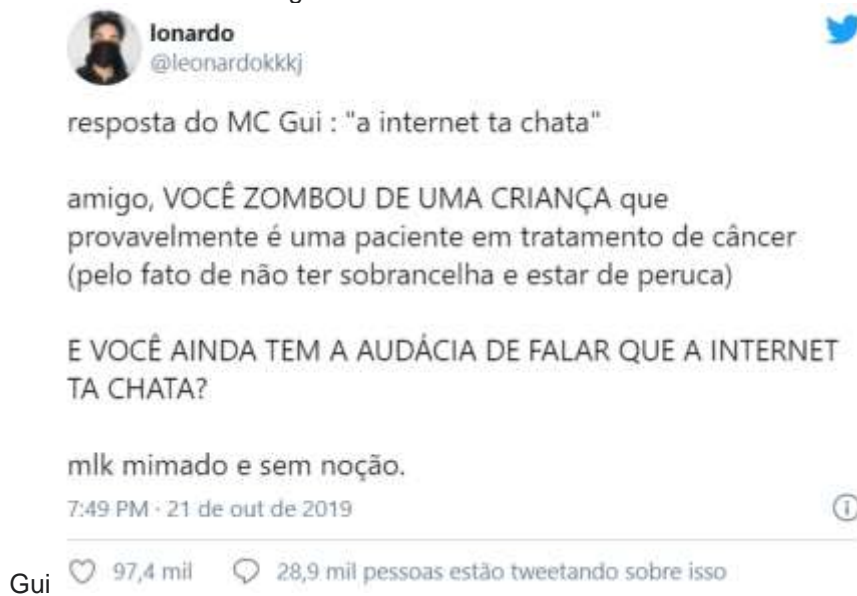 lonardo
@leonardokkkj
resposta do MC Gui : "a internet ta chata"
amigo, VOCÊ ZOMBOU DE UMA CRIANÇA que
provavelmente é uma paciente em tratamento de câncer
(pelo fato de não ter sobrancelha e estar de peruca)
E VOCÊ AINDA TEM A AUDÁCIA DE FALAR QUE A INTERNET
TA CHATA?
mlk mimado e sem noção.
7:49 PM · 21 de out de 2019
Gui 97,4 mil 28,9 mil pessoas estão tweetando sobre isso